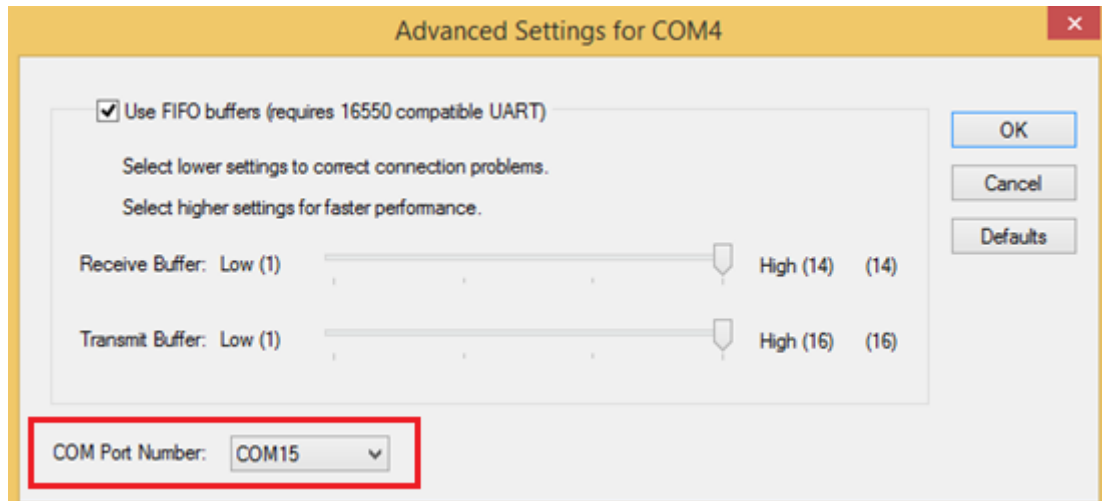 Advanced Settings for COM4
Use FIFO buffers (requires 16550 compatible UART)
OK
Select lower settings to correct connection problems.
Cancel
Select higher settings for faster performance.
Defaults
Receive Buffer: Low (1) High (14) (14)
Transmit Buffer: Low (1) High (16) (16)
COM Port Number: COM15